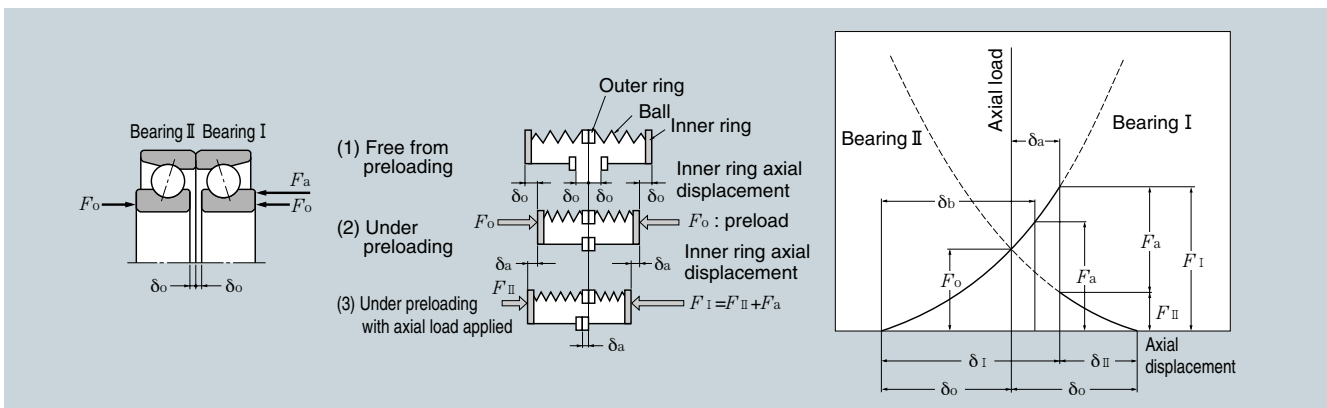 Bearing Ⅱ Bearing Ⅰ
Fa
Fo
Fo
δo δo
(1) Free from
preloading
(2) Under
preloading
(3) Under preloading
with axial load applied
Outer ring
Ball
Inner ring
Inner ring axial
displacement
δo δo δo δo
Fo
Fo : preload
Inner ring axial
displacement
δa δa
FⅡ
FⅠ=FⅡ+Fa
δa
Axial load
Bearing Ⅱ
Bearing Ⅰ
δa
δb
Fo
Fa
Fa
FⅠ
FⅡ
Axial
displacement
δⅠ δⅡ
δo δo